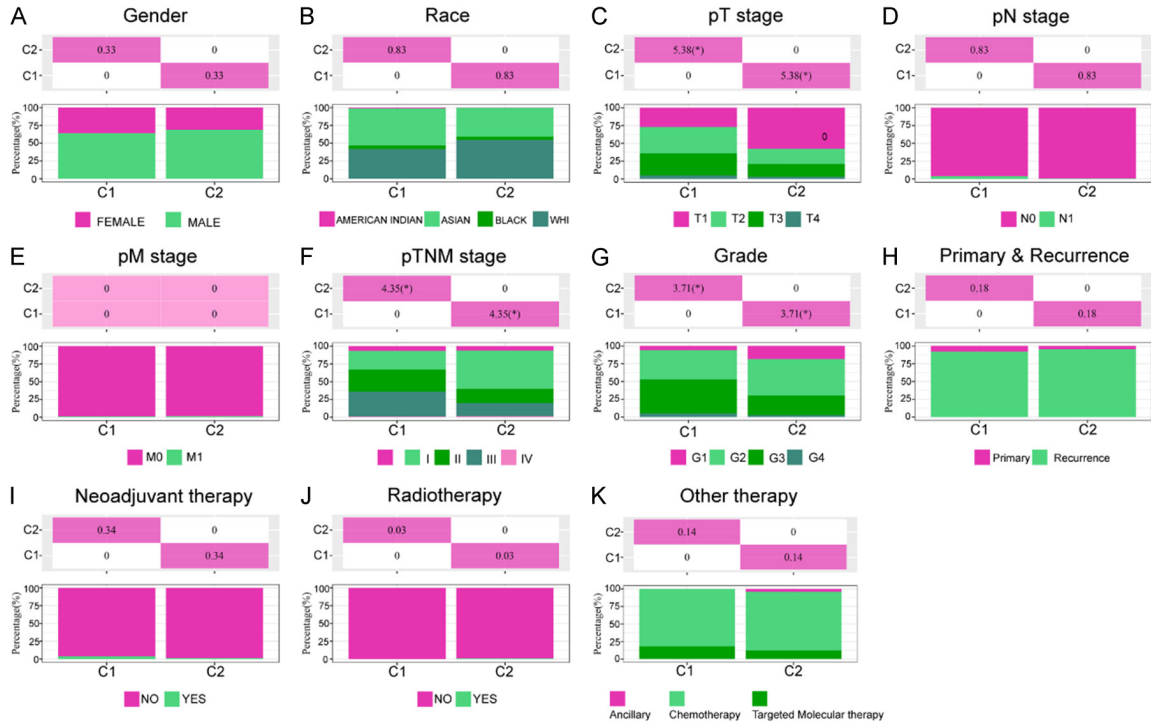 A Gender
C2 0.33 0
C1 0 0.33
Percentage(%)
100
75
50
25
0
C1 C2
FEMALE MALE
B Race
C2 0.83 0
C1 0 0.83
Percentage(%)
100
75
50
25
0
C1 C2
AMERICAN INDIAN ASIAN BLACK WHI
C pT stage
C2 5.38(*) 0
C1 0 5.38(*)
Percentage(%)
100
75
50
25
0
0
C1 C2
T1 T2 T3 T4
D pN stage
C2 0.83 0
C1 0 0.83
Percentage(%)
100
75
50
25
0
C1 C2
N0 N1
E pM stage
C2 0 0
C1 0 0
Percentage(%)
100
75
50
25
0
C1 C2
M0 M1
F pTNM stage
C2 4.35(*) 0
C1 0 4.35(*)
Percentage(%)
100
75
50
25
0
C1 C2
I II III IV
G Grade
C2 3.71(*) 0
C1 0 3.71(*)
Percentage(%)
100
75
50
25
0
C1 C2
G1 G2 G3 G4
H Primary & Recurrence
C2 0.18 0
C1 0 0.18
Percentage(%)
100
75
50
25
0
C1 C2
Primary Recurrence
I Neoadjuvant therapy
C2 0.34 0
C1 0 0.34
Percentage(%)
100
75
50
25
0
C1 C2
NO YES
J Radiotherapy
C2 0.03 0
C1 0 0.03
Percentage(%)
100
75
50
25
0
C1 C2
NO YES
K Other therapy
C2 0.14 0
C1 0 0.14
Percentage(%)
100
75
50
25
0
C1 C2
Ancillary Chemotherapy Targeted Molecular therapy